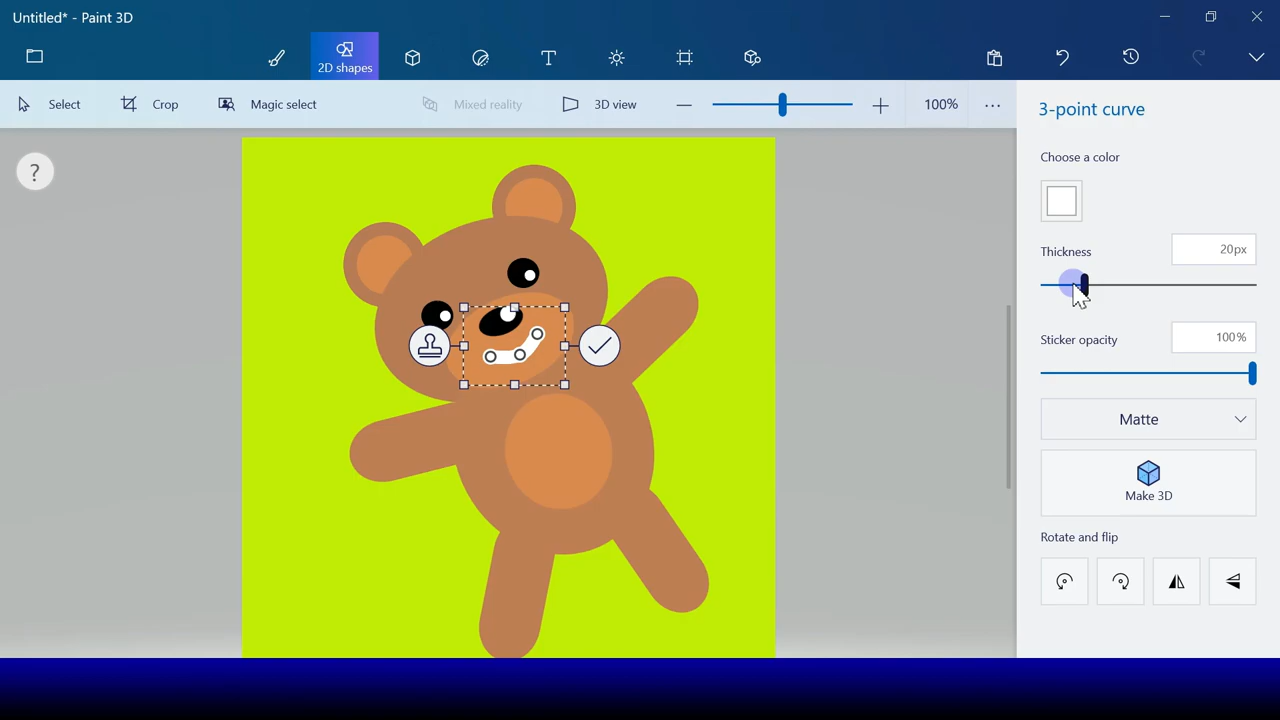 Untitled* - Paint 3D
2D shapes
Select
Crop
Magic select
Mixed reality
3D view
100%
?
3-point curve
Choose a color
Thickness
20px
Sticker opacity
100%
Matte
Make 3D
Rotate and flip